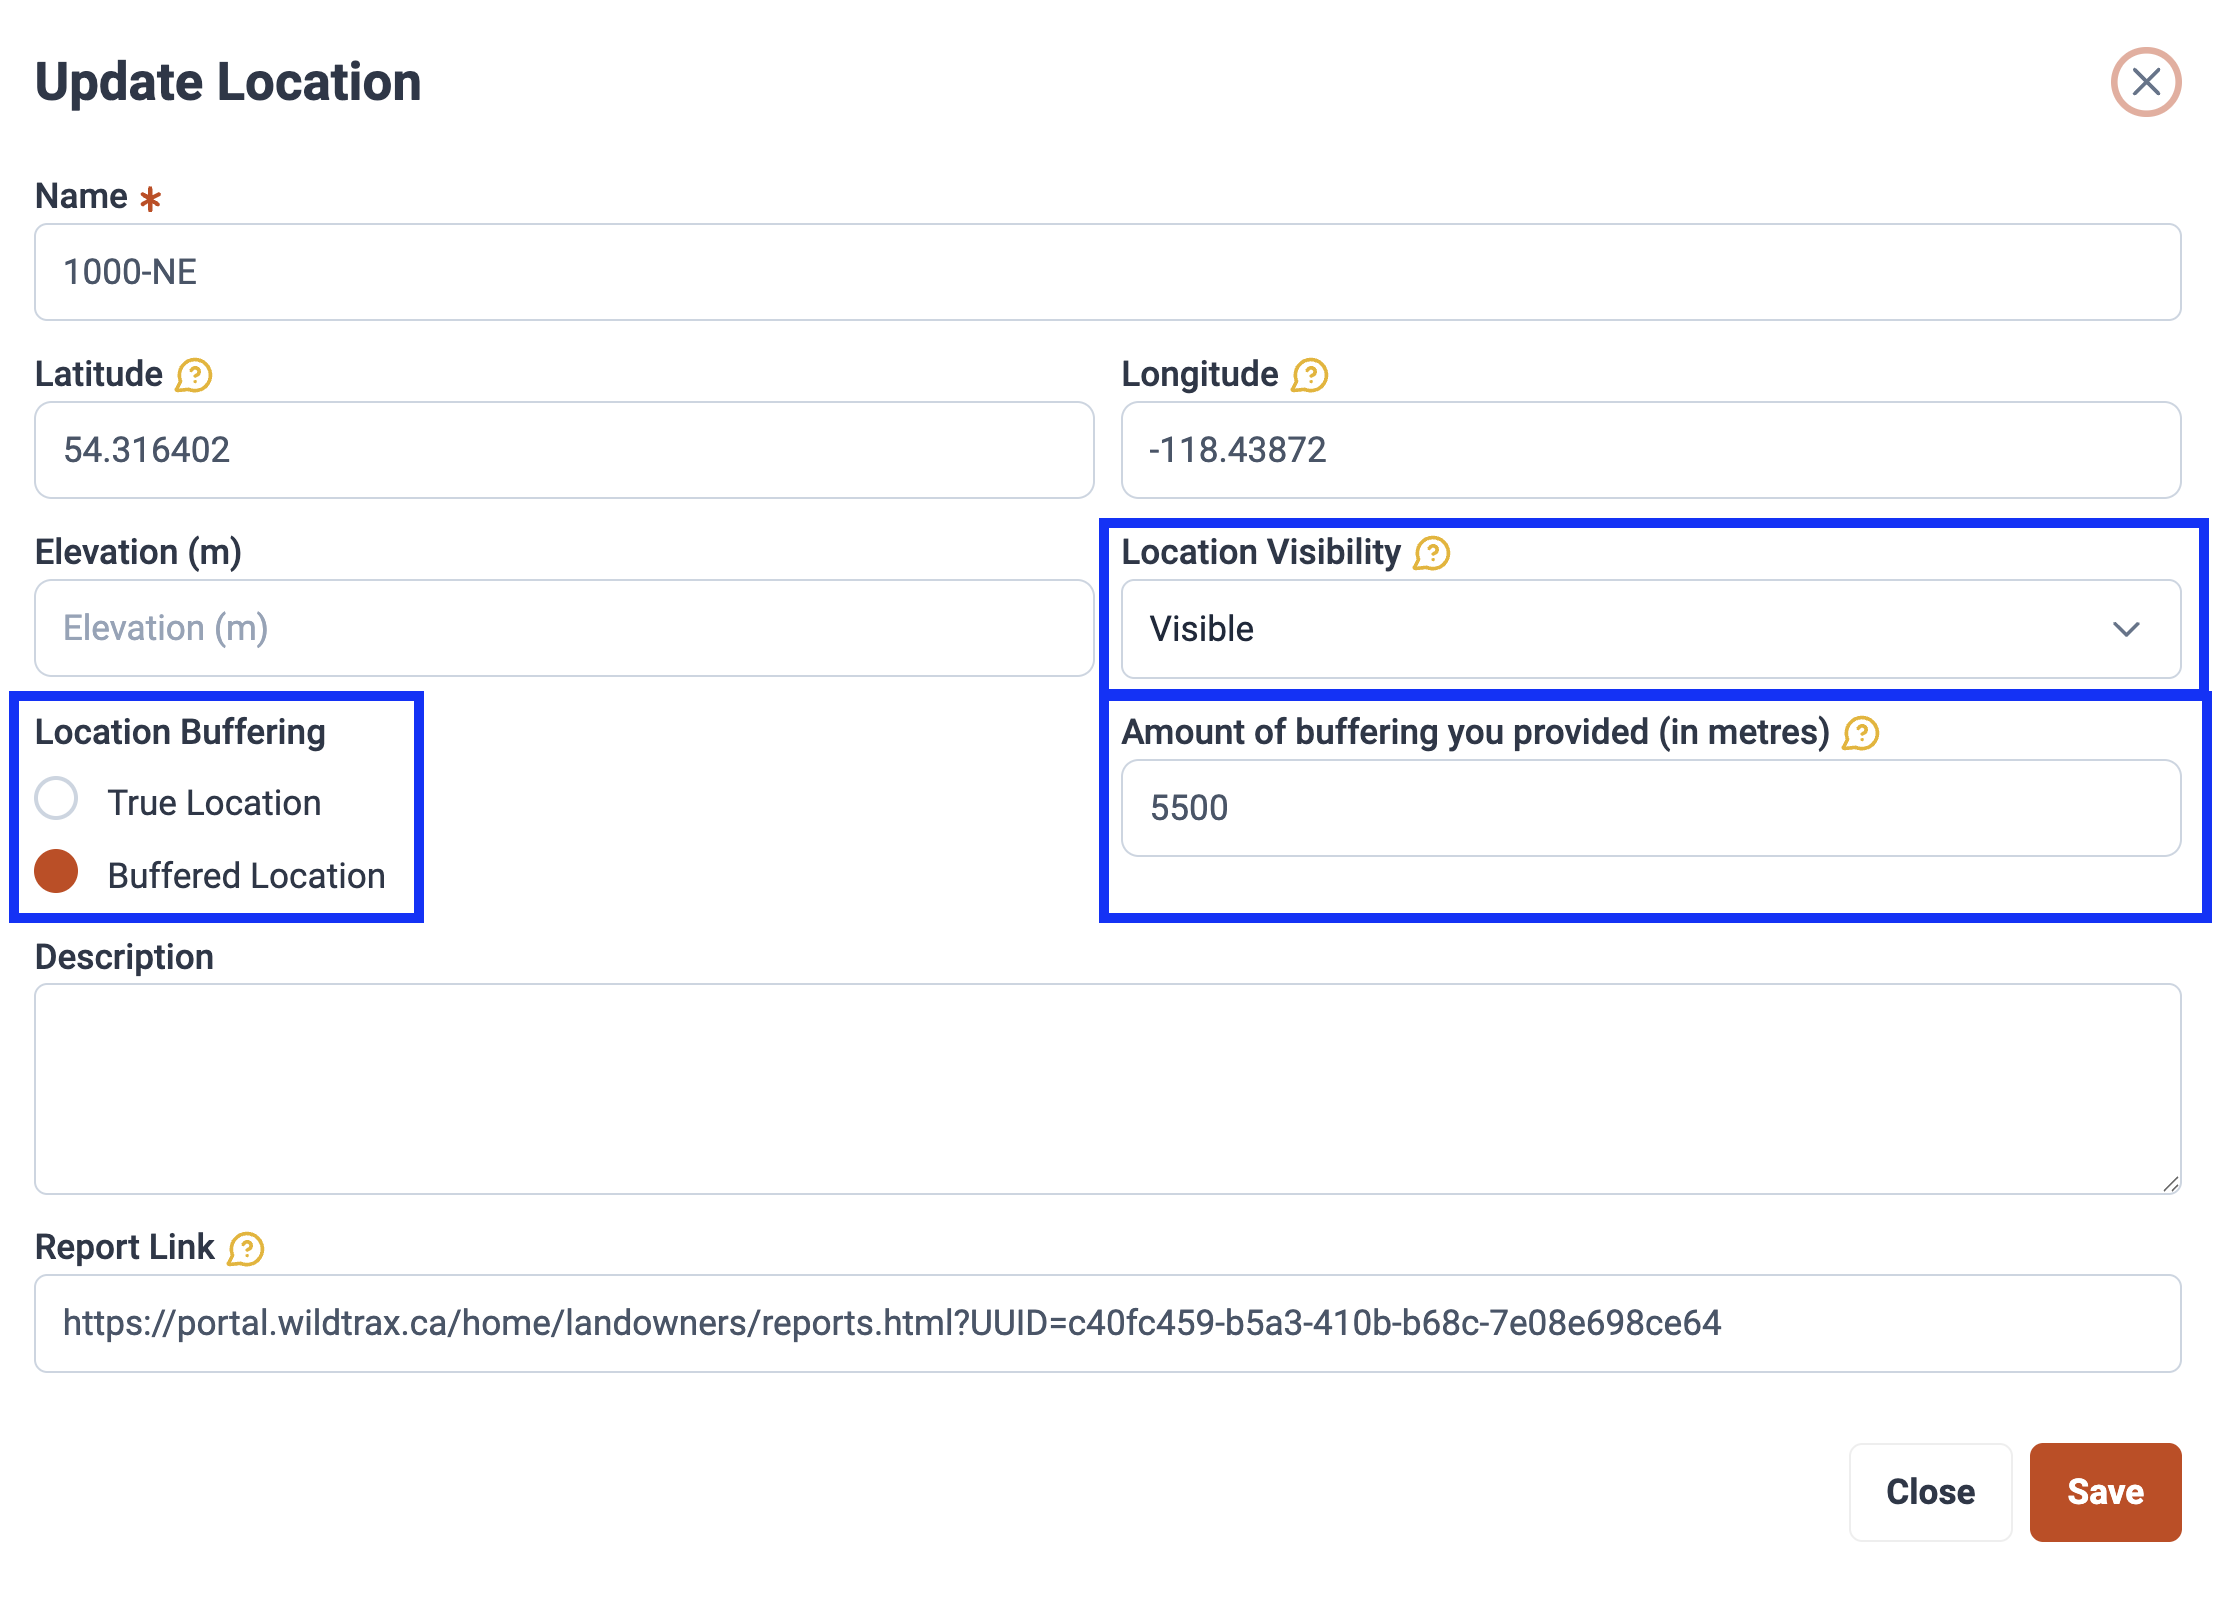 Update Location
Name *
1000-NE
Latitude ?
Longitude ?
54.316402
-118.43872
Elevation (m)
Location Visibility ?
Elevation (m)
Visible
Location Buffering
Amount of buffering you provided (in metres) ?
True Location
5500
Buffered Location
Description
Report Link ?
https://portal.wildtrax.ca/home/landowners/reports.html?UUID=c40fc459-b5a3-410b-b68c-7e08e698ce64
Close
Save